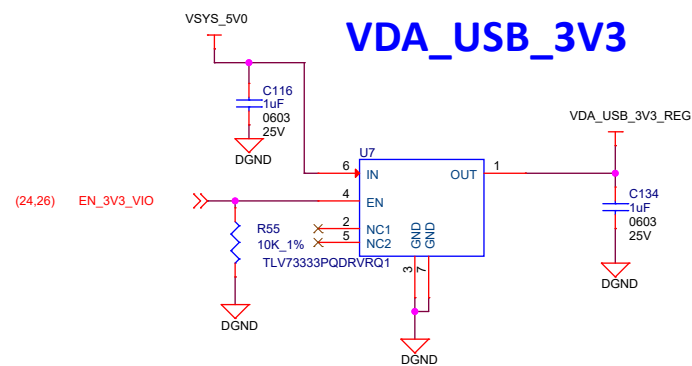 VSYS_5V0
VDA_USB_3V3
C116
1uF
0603
25V
DGND
VDA_USB_3V3_REG
U7
6
IN
OUT
1
(24,26)
EN_3V3_VIO
4
EN
C134
1uF
0603
25V
R55
10K_1%
2
NC1
5
NC2
GND
GND
TLV73333PQDRVRQ1
3
7
DGND
DGND
DGND